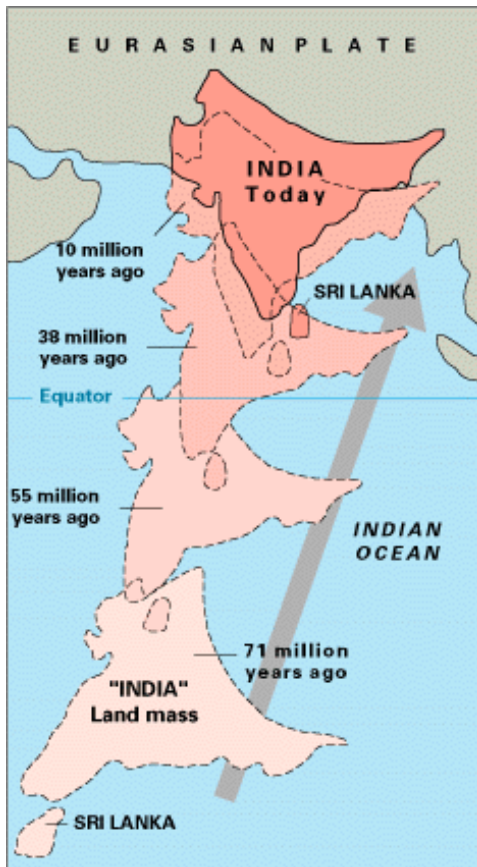 EURASIAN PLATE
INDIA
Today
10 million
years ago
SRI LANKA
38 million
years ago
Equator
55 million
years ago
INDIAN
OCEAN
71 million
years ago
"INDIA"
Land mass
SRI LANKA